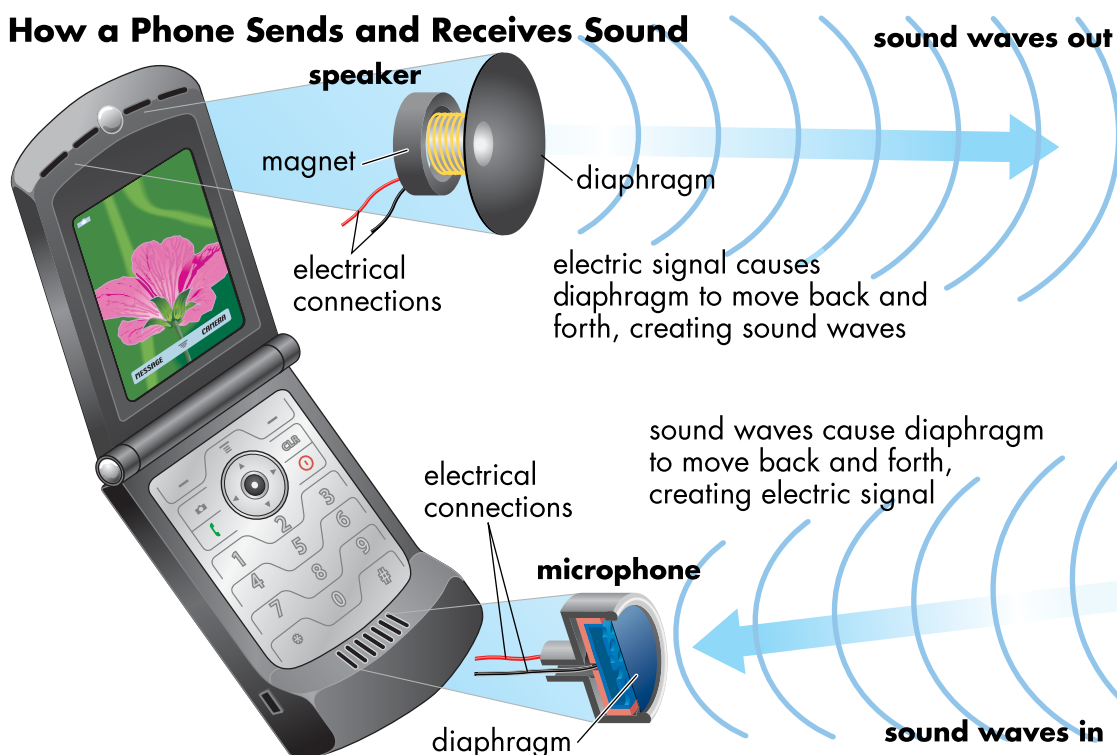 How a Phone Sends and Receives Sound
sound waves out
speaker
magnet
diaphragm
electrical
connections
electric signal causes
diaphragm to move back and
forth, creating sound waves
MESSAGE
CAMERA
sound waves cause diaphragm
to move back and forth,
creating electric signal
electrical
connections
CLR
1 2 3
4 5 6
7 8 9
* 0 #
microphone
diaphragm
sound waves in